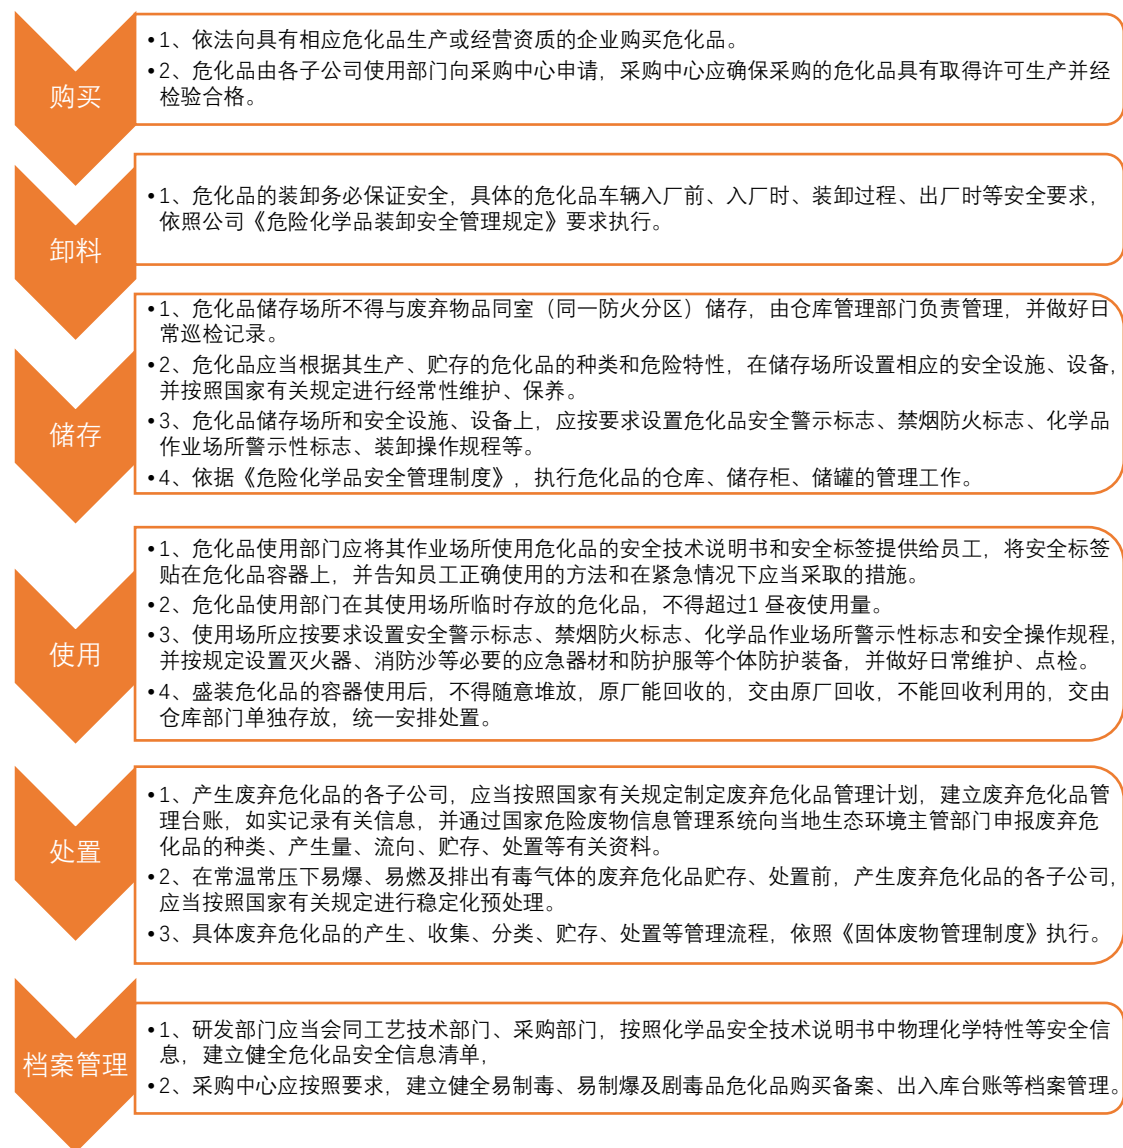 购买
•1、依法向具有相应危化品生产或经营资质的企业购买危化品。
•2、危化品由各子公司使用部门向采购中心申请，采购中心应确保采购的危化品具有取得许可生产并经
检验合格。
卸料
•1、危化品的装卸务必保证安全，具体的危化品车辆入厂前、入厂时、装卸过程、出厂时等安全要求，
依照公司《危险化学品装卸安全管理规定》要求执行。
储存
•1、危化品储存场所不得与废弃物品同室（同一防火分区）储存，由仓库管理部门负责管理，并做好日
常巡检记录。
•2、危化品应当根据其生产、贮存的危化品的种类和危险特性，在储存场所设置相应的安全设施、设备，
并按照国家有关规定进行经常性维护、保养。
•3、危化品储存场所和安全设施、设备上，应按要求设置危化品安全警示标志、禁烟防火标志、化学品
作业场所警示性标志、装卸操作规程等。
•4、依据《危险化学品安全管理制度》，执行危化品的仓库、储存柜、储罐的管理工作。
使用
•1、危化品使用部门应将其作业场所使用危化品的安全技术说明书和安全标签提供给员工，将安全标签
贴在危化品容器上，并告知员工正确使用的方法和在紧急情况下应当采取的措施。
•2、危化品使用部门在其使用场所临时存放的危化品，不得超过1 昼夜使用量。
•3、使用场所应按要求设置安全警示标志、禁烟防火标志、化学品作业场所警示性标志和安全操作规程，
并按规定设置灭火器、消防沙等必要的应急器材和防护服等个体防护装备，并做好日常维护、点检。
•4、盛装危化品的容器使用后，不得随意堆放，原厂能回收的，交由原厂回收，不能回收利用的，交由
仓库部门单独存放，统一安排处置。
处置
•1、产生废弃危化品的各子公司，应当按照国家有关规定制定废弃危化品管理计划，建立废弃危化品管
理台账，如实记录有关信息，并通过国家危险废物信息管理系统向当地生态环境主管部门申报废弃危
化品的种类、产生量、流向、贮存、处置等有关资料。
•2、在常温常压下易爆、易燃及排出有毒气体的废弃危化品贮存、处置前，产生废弃危化品的各子公司，
应当按照国家有关规定进行稳定化预处理。
•3、具体废弃危化品的产生、收集、分类、贮存、处置等管理流程，依照《固体废物管理制度》执行。
档案管理
•1、研发部门应当会同工艺技术部门、采购部门，按照化学品安全技术说明书中物理化学特性等安全信
息，建立健全危化品安全信息清单，
•2、采购中心应按照要求，建立健全易制毒、易制爆及剧毒品危化品购买备案、出入库台账等档案管理。